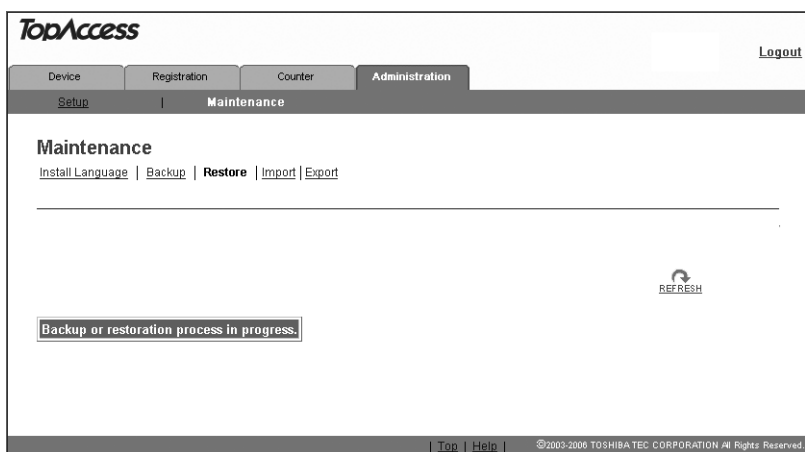 TopAccess
Logout
Device Registration Counter Administration
Setup | Maintenance
Maintenance
Install Language | Backup | Restore | Import | Export
REFRESH
Backup or restoration process in progress.
| Top | Help | ©2003-2006 TOSHIBA TEC CORPORATION All Rights Reserved.